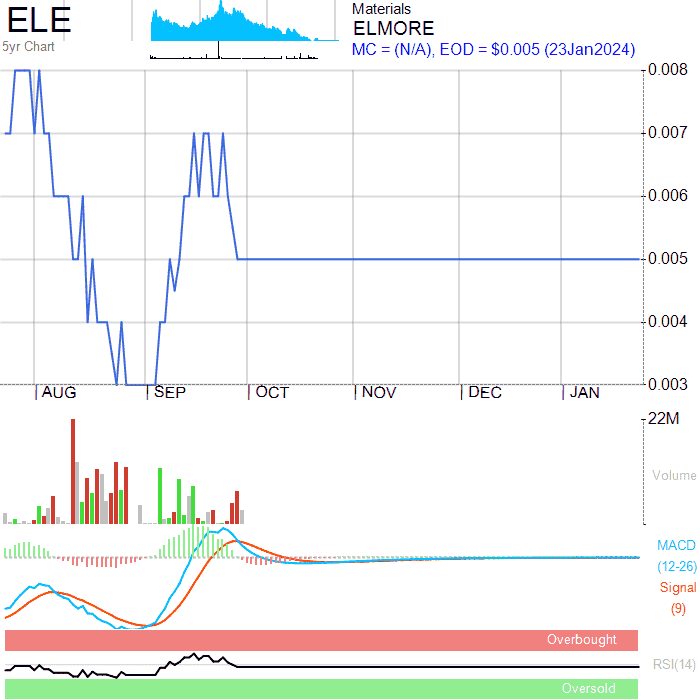 ELE
5yr Chart
Materials
ELMORE
MC = (N/A), EOD = $0.005 (23Jan2024)
0.008
0.007
0.006
0.005
0.004
0.003
AUG SEP OCT NOV DEC JAN
22M
Volume
MACD
(12-26)
Signal
(9)
Overbought
RSI(14)
Oversold